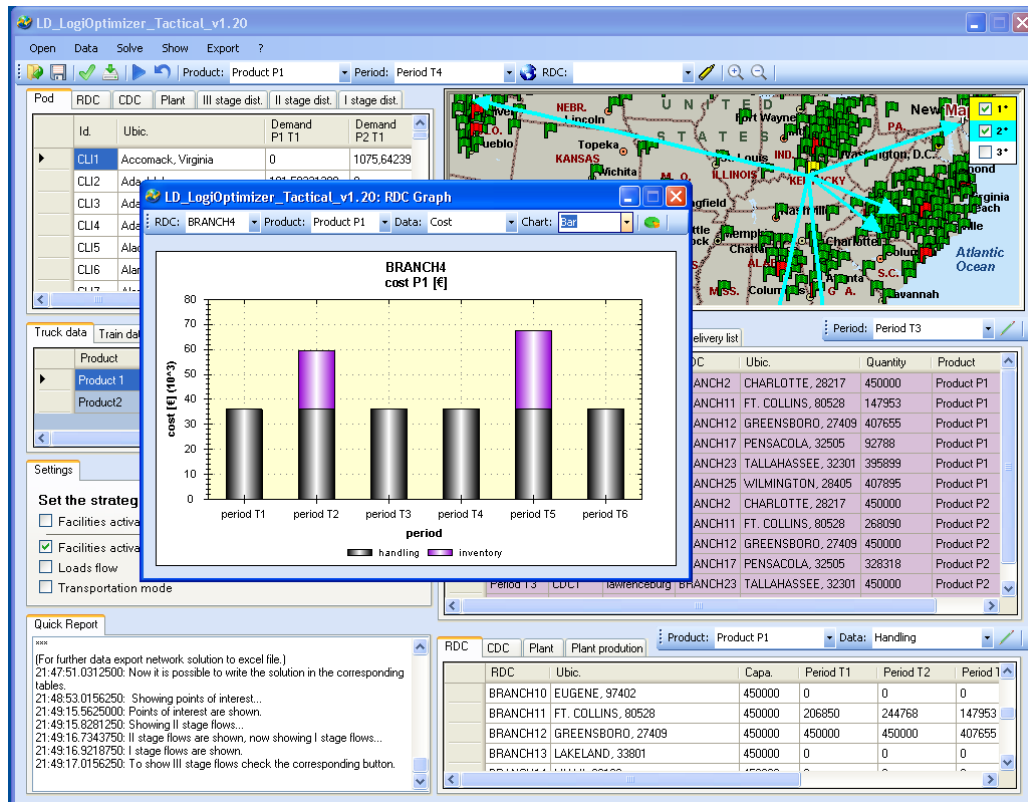 LD_LogiOptimizer_Tactical_v1.20
Open Data Solve Show Export ?
Product: Product P1 Period: Period T4 RDC:
Pod RDC CDC Plant III stage dist. II stage dist. I stage dist.
Id. Ubic. Demand P1 T1 Demand P2 T1
CLI1 Accomack, Virginia 0 1075,64239
CLI2
CLI3
CLI4
CLI5
CLI6
CLI7
NEBR.
Lincoln
UNITED
STATES
Fort Wayne
New
PA.
1°
2°
3°
Topeka
KANSAS
Wichita
ILLINOIS
IND.
KENTUCKY
Washington, D.C.
Nashville
Charlotte
S.C.
Savannah
MISS.
G A.
Atlantic
Ocean
LD_LogiOptimizer_Tactical_v1.20: RDC Graph
RDC: BRANCH4 Product: Product P1 Data: Cost Chart: Bar
BRANCH4
cost P1 [€]
cost [€] (10^3)
80
70
60
50
40
30
20
10
0
period T1 period T2 period T3 period T4 period T5 period T6
period
handling inventory
Truck data
Product
Product 1
Product2
Period: Period T3
Ubic. Quantity Product
CHARLOTTE, 28217 450000 Product P1
FT. COLLINS, 80528 147953 Product P1
GREENSBORO, 27409 407655 Product P1
PENSACOLA, 32505 92788 Product P1
TALLAHASSEE, 32301 395899 Product P1
WILMINGTON, 28405 407895 Product P1
CHARLOTTE, 28217 450000 Product P2
FT. COLLINS, 80528 268090 Product P2
GREENSBORO, 27409 450000 Product P2
PENSACOLA, 32505 328318 Product P2
Period T3 CDC1 lawrenceburg BRANCH23 TALLAHASSEE, 32301 450000 Product P2
Settings
Set the
Facilities
Facilities
Loads flow
Transportation mode
Quick Report
***
(For further data export network solution to excel file.)
21:47:51.0312500: Now it is possible to write the solution in the corresponding
tables.
21:48:53.0156250: Showing points of interest...
21:49:15.5625000: Points of interest are shown.
21:49:15.8281250: Showing II stage flows...
21:49:16.7343750: II stage flows are shown, now showing I stage flows...
21:49:16.9218750: I stage flows are shown.
21:49:17.0156250: To show III stage flows check the corresponding button.
RDC CDC Plant Plant prodution Product: Product P1 Data: Handling
RDC Ubic. Capa. Period T1 Period T2 Period
BRANCH10 EUGENE, 97402 450000 0 0 0
BRANCH11 FT. COLLINS, 80528 450000 206850 244768 147953
BRANCH12 GREENSBORO, 27409 450000 450000 450000 407655
BRANCH13 LAKELAND, 33801 450000 0 0 0